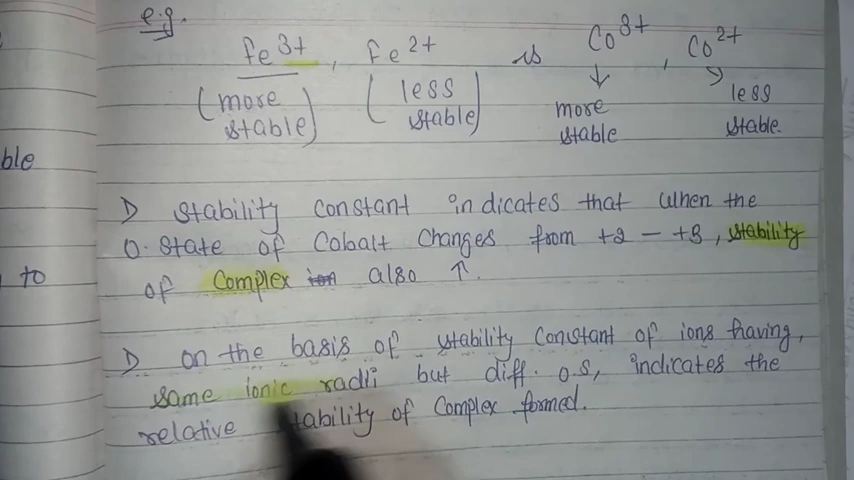 e.g.
Fe3+, Fe2+ is Co3+, Co2+
(more stable) (less stable) more stable less stable
ble
stability constant indicates that when the
O. state of Cobalt changes from +2 – +3, stability
to
of Complex ion also ↑.
on the basis of stability constant of ions having,
same ionic radii but diff. o.s, indicates the
relative stability of Complex formed.